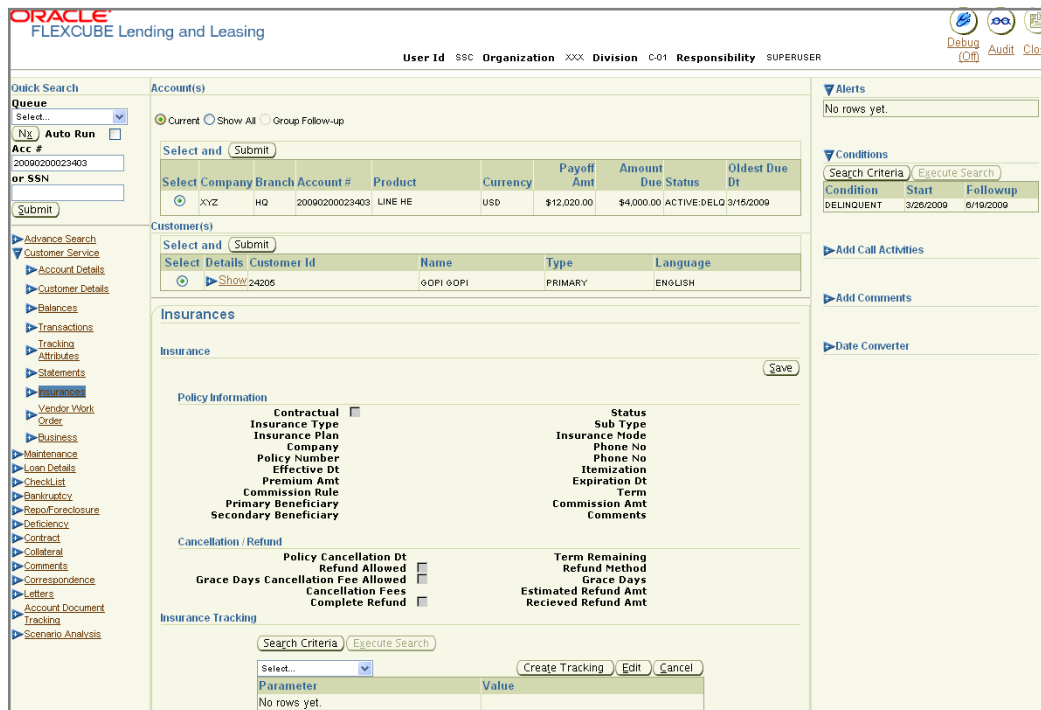 ORACLE
FLEXCUBE Lending and Leasing
User Id SSC Organization XXX Division C-01 Responsibility SUPERUSER
Debug (Off)
Audit
Quick Search
Queue
Select...
Nx Auto Run
Acc #
20090200023403
or SSN
Submit
Advance Search
Customer Service
Account Details
Customer Details
Balances
Transactions
Tracking
Attributes
Statements
Insurances
Vendor Work
Order
Business
Maintenance
Loan Details
CheckList
Bankruptcy
Repo/Foreclosure
Deficiency
Contract
Collateral
Comments
Correspondence
Letters
Account Document
Tracking
Scenario Analysis
Account(s)
Current Show All Group Follow-up
Select and Submit
Select Company Branch Account # Product Currency Payoff Amt Amount Due Status Oldest Due Dt
XYZ HQ 20090200023403 LINE HE USD $12,020.00 $4,000.00 ACTIVE:DELQ 3/15/2009
Customer(s)
Select and Submit
Select Details Customer Id Name Type Language
Show 24205 GOPI GOPI PRIMARY ENGLISH
Insurances
Insurance
Save
Policy Information
Contractual Status
Insurance Type Sub Type
Insurance Plan Insurance Mode
Company Phone No
Policy Number Phone No
Effective Dt Itemization
Premium Amt Expiration Dt
Commission Rule Term
Primary Beneficiary Commission Amt
Secondary Beneficiary Comments
Cancellation / Refund
Policy Cancellation Dt Term Remaining
Refund Allowed Refund Method
Grace Days Cancellation Fee Allowed Grace Days
Cancellation Fees Estimated Refund Amt
Complete Refund Recieved Refund Amt
Insurance Tracking
Search Criteria Execute Search
Select... Create Tracking Edit Cancel
Parameter Value
No rows yet.
Alerts
No rows yet.
Conditions
Search Criteria Execute Search
Condition Start Followup
DELINQUENT 3/26/2009 6/19/2009
Add Call Activities
Add Comments
Date Converter